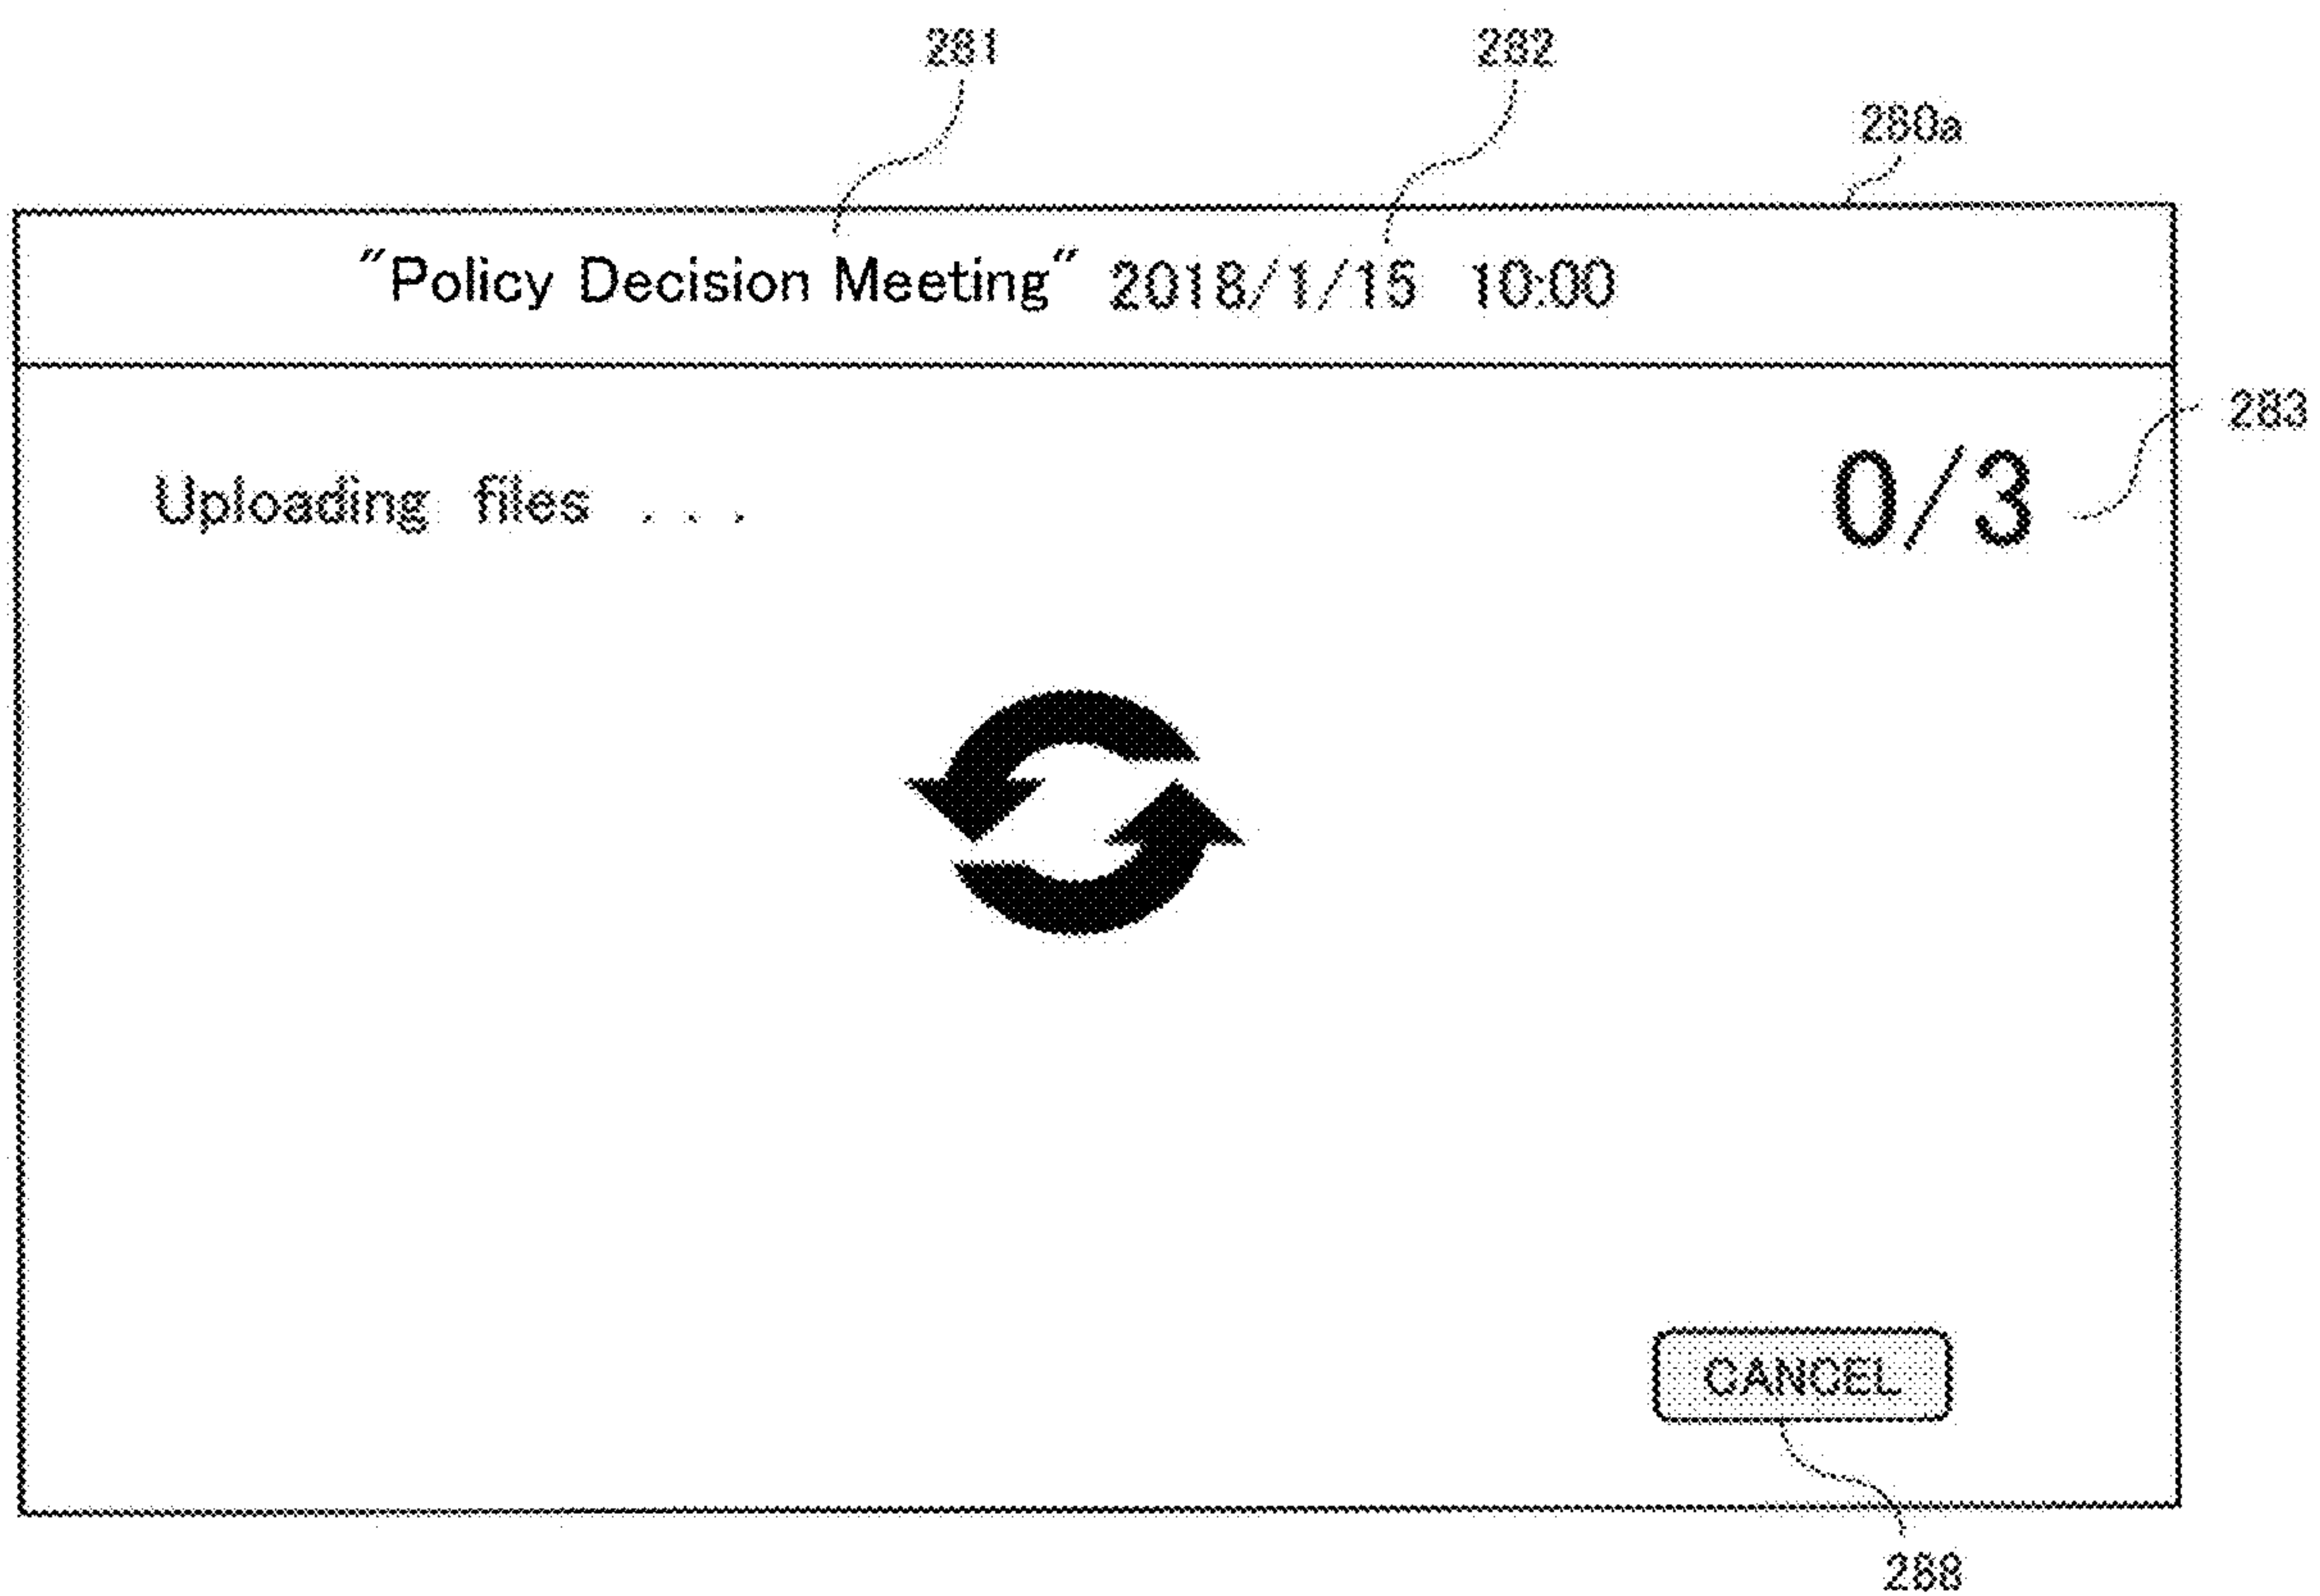 281
282
280a
"Policy Decision Meeting" 2018/1/15 10:00
283
Uploading files ...
0/3
CANCEL
288